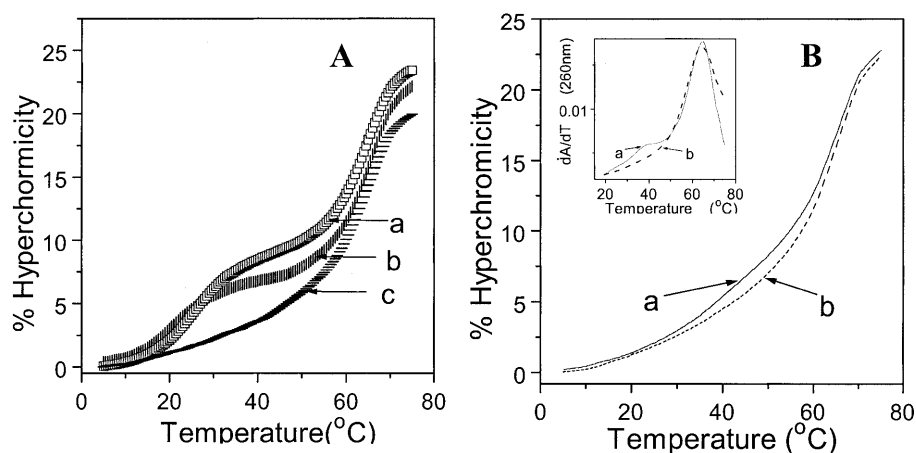 A
% Hyperchormicity
25
20
15
10
5
0
a
b
c
0 20 40 60 80
Temperature(°C)
B
% Hyperchromicity
25
20
15
10
5
0
a
b
0 20 40 60 80
Temperature (°C)
dA/dT (260nm)
0.01
a
b
20 40 60 80
Temperature (°C)